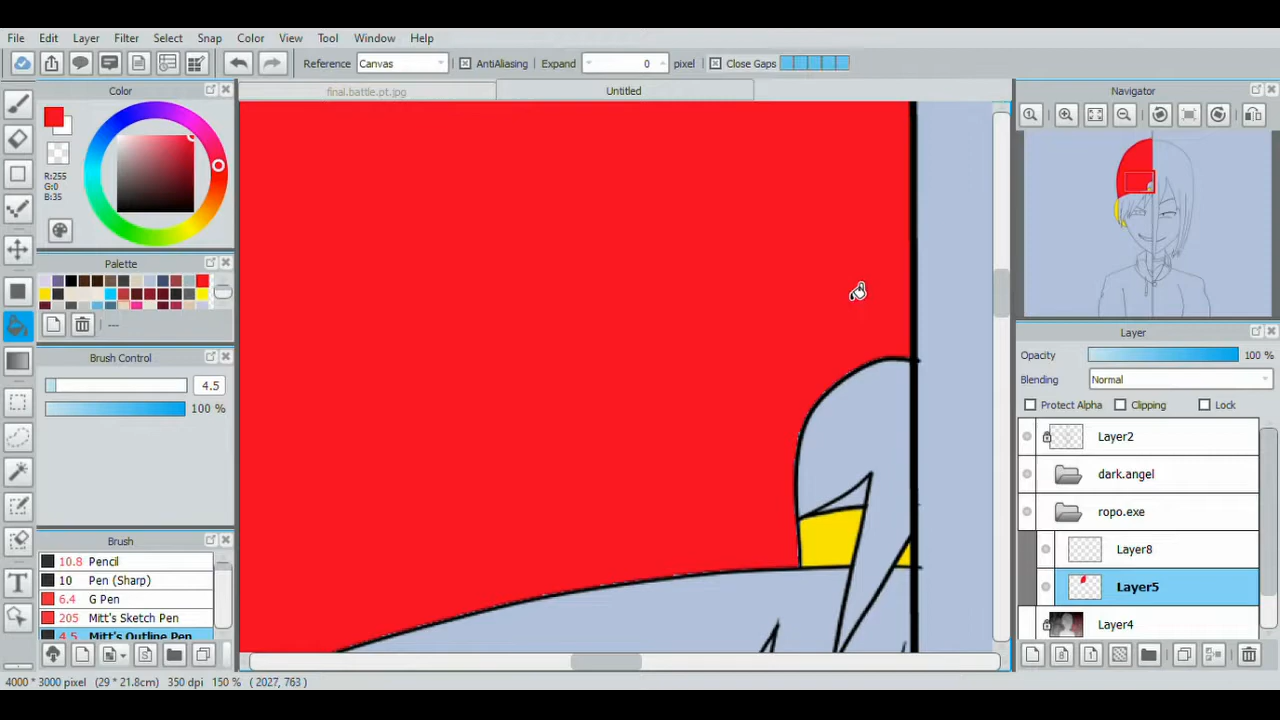 File Edit Layer Filter Select Snap Color View Tool Window Help
Reference Canvas AntiAliasing Expand 0 pixel Close Gaps
Color
final.battle.pt.jpg Untitled
Navigator
R:255
G:0
B:35
Palette
---
Brush Control
4.5
100 %
Brush
10.8 Pencil
10 Pen (Sharp)
6.4 G Pen
205 Mitt's Sketch Pen
4.5 Mitt's Outline Pen
Layer
Opacity 100 %
Blending Normal
Protect Alpha Clipping Lock
Layer2
dark.angel
ropo.exe
Layer8
Layer5
Layer4
4000 * 3000 pixel (29 * 21.8cm) 350 dpi 150 % ( 2027, 763 )